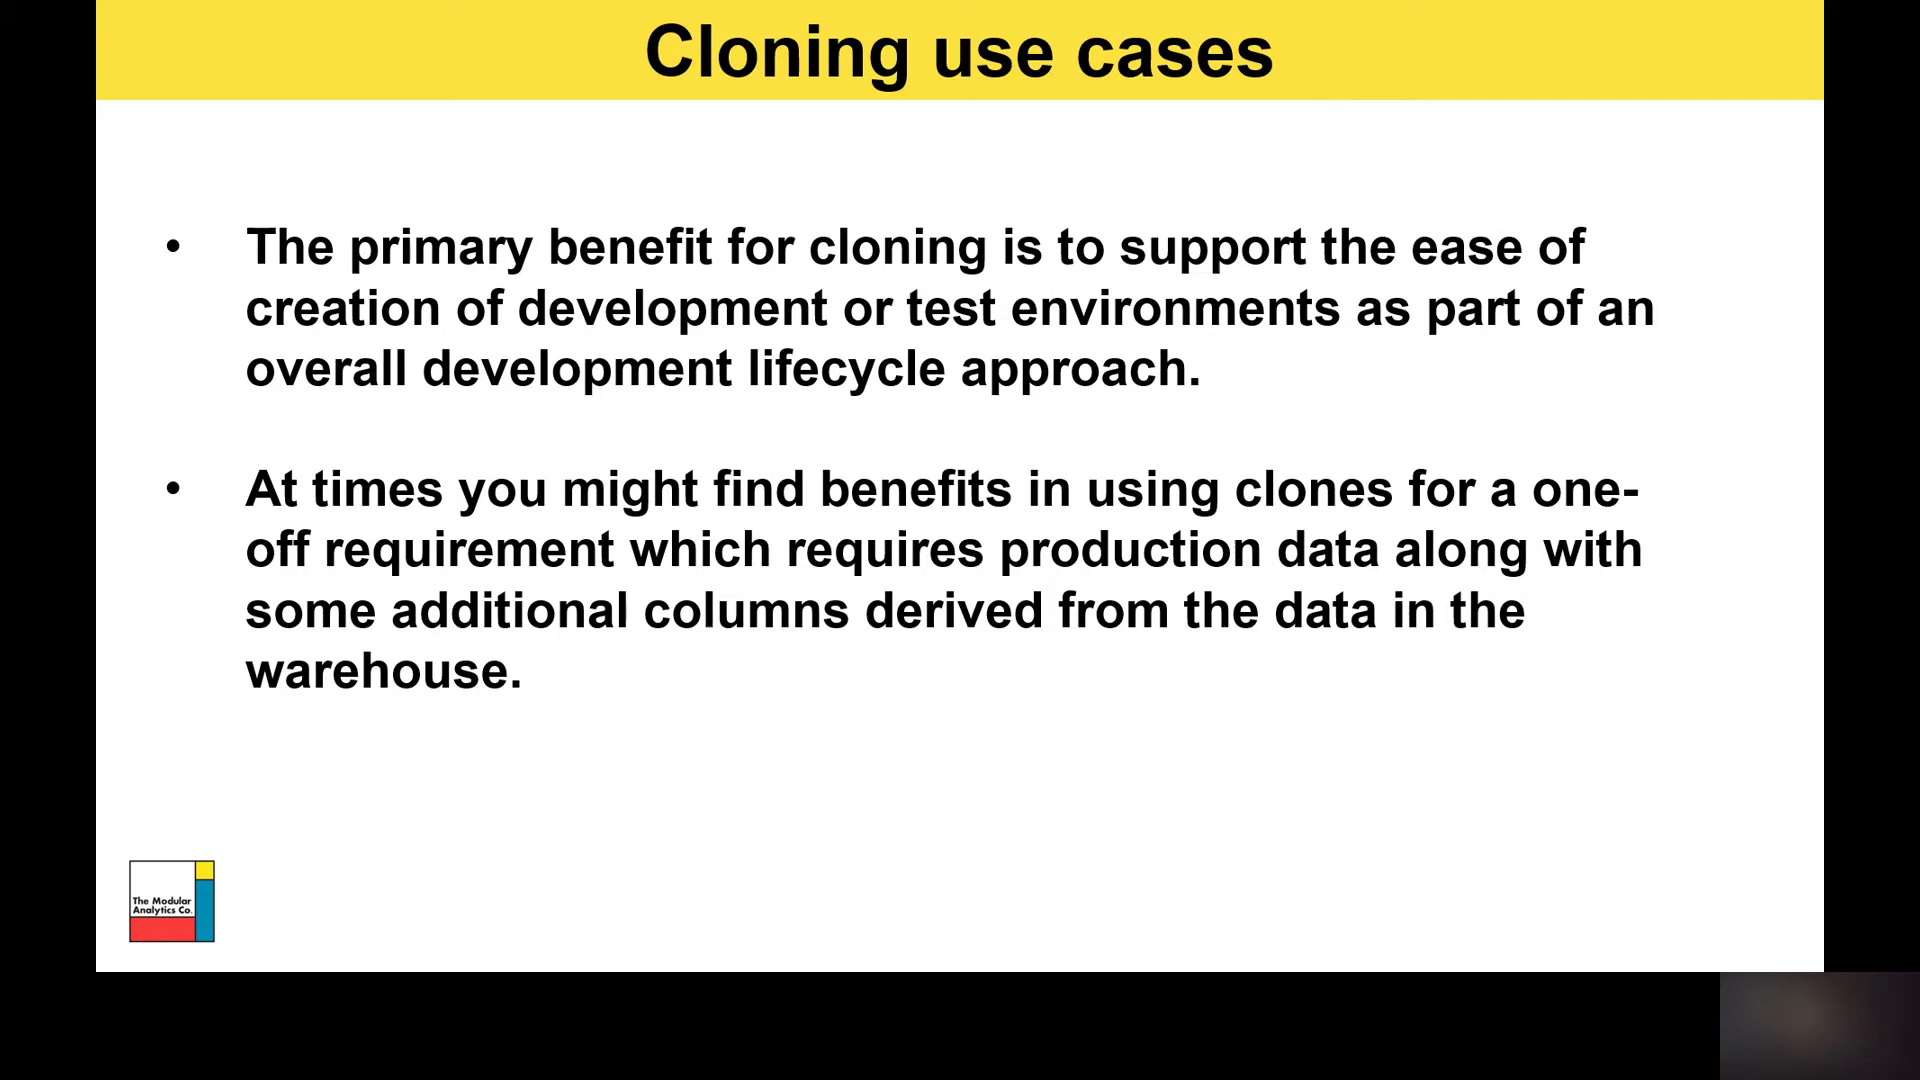 Cloning use cases
• The primary benefit for cloning is to support the ease of
creation of development or test environments as part of an
overall development lifecycle approach.
• At times you might find benefits in using clones for a one-
off requirement which requires production data along with
some additional columns derived from the data in the
warehouse.
The Modular
Analytics Co.